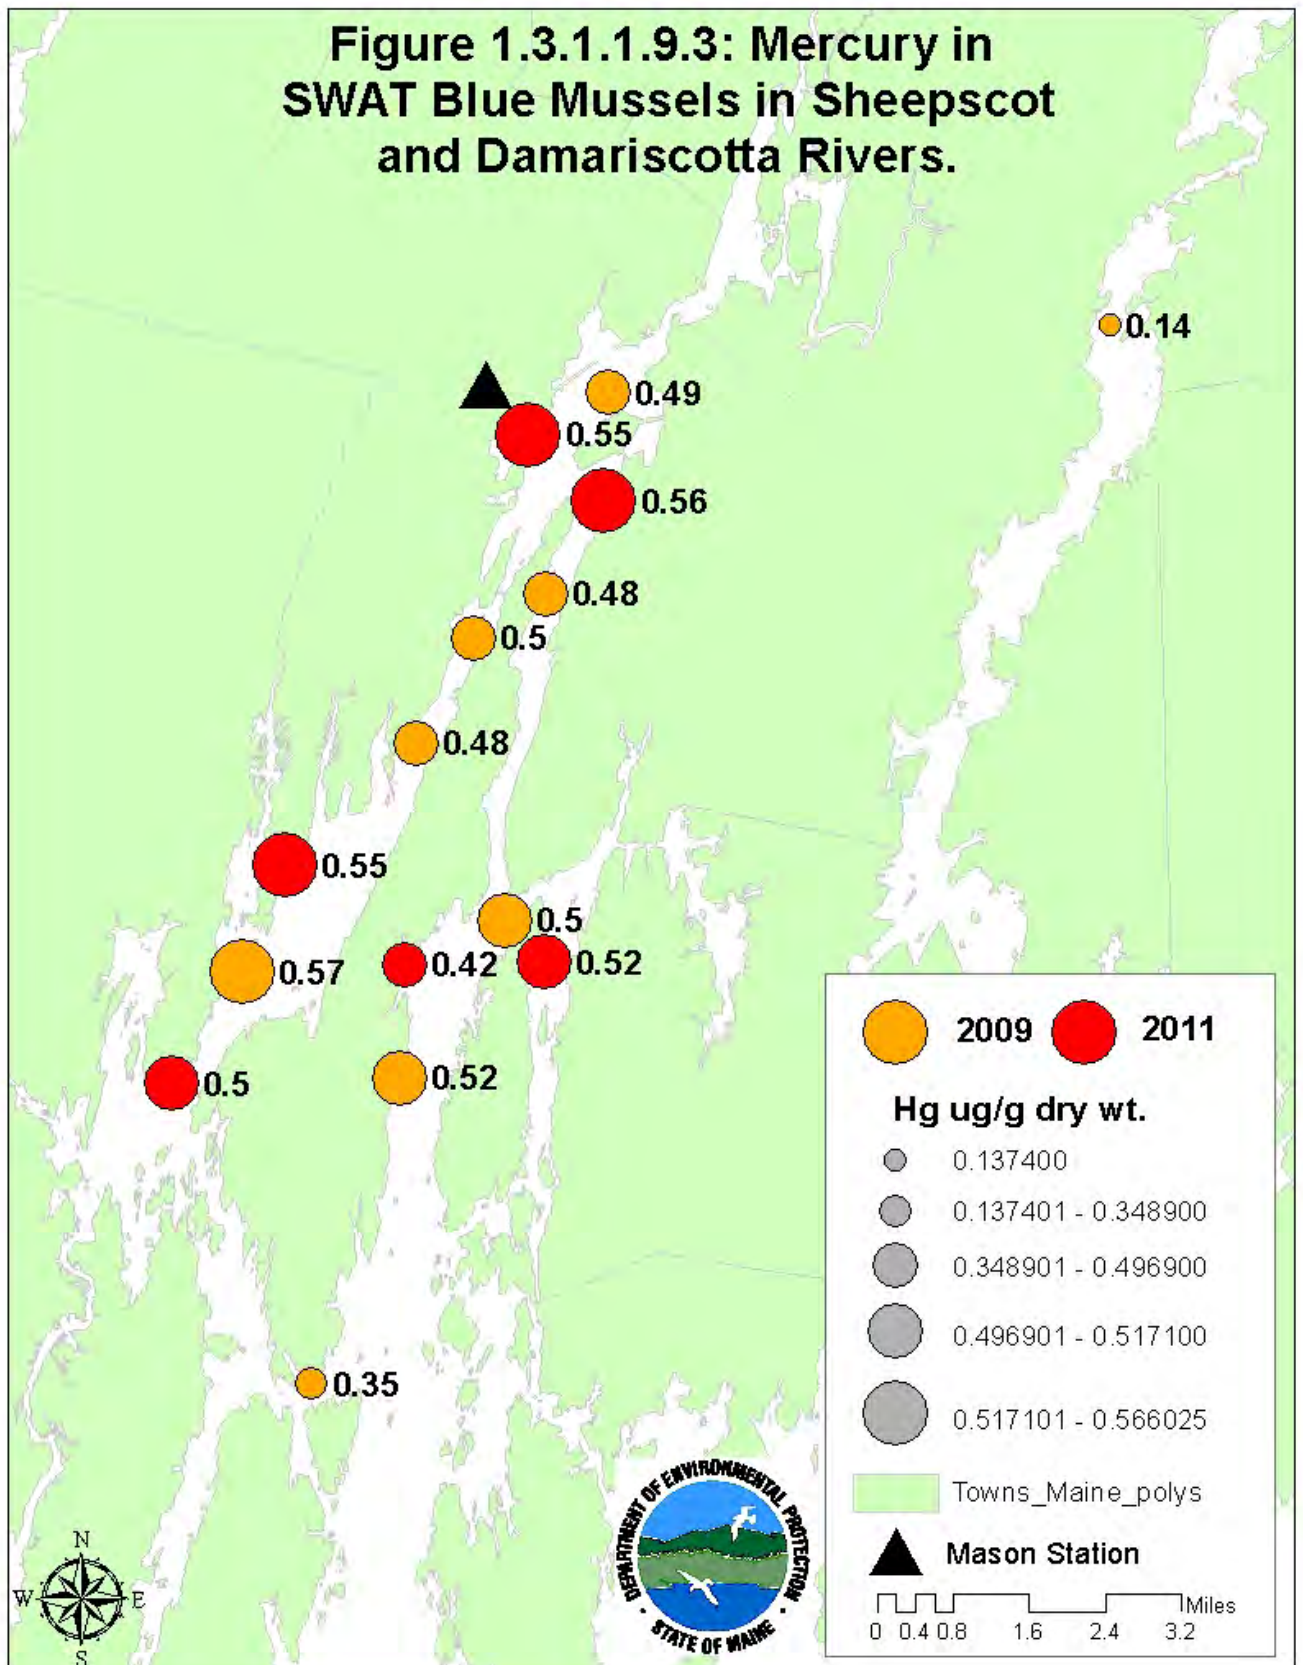 Figure 1.3.1.1.9.3: Mercury in
SWAT Blue Mussels in Sheepscot
and Damariscotta Rivers.
0.14
0.49
0.55
0.56
0.48
0.5
0.48
0.55
0.5
0.42
0.52
0.57
0.52
0.5
0.35
2009 2011
Hg ug/g dry wt.
0.137400
0.137401 - 0.348900
0.348901 - 0.496900
0.496901 - 0.517100
0.517101 - 0.566025
Towns_Maine_polys
Mason Station
Miles
0 0.4 0.8 1.6 2.4 3.2
N
W E
S
DEPARTMENT OF ENVIRONMENTAL PROTECTION
STATE OF MAINE